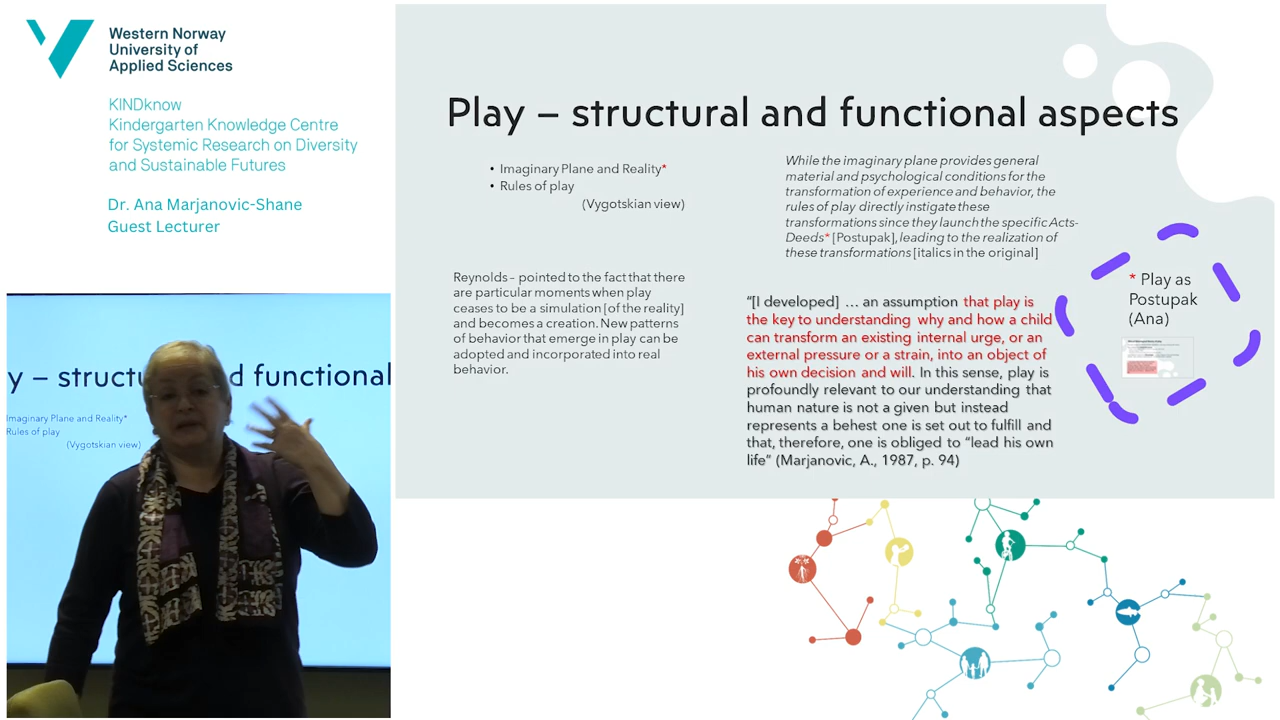 Western Norway
University of
Applied Sciences
KINDknow
Kindergarten Knowledge Centre
for Systemic Research on Diversity
and Sustainable Futures
Dr. Ana Marjanovic-Shane
Guest Lecturer
Play – structural and functional aspects
• Imaginary Plane and Reality*
• Rules of play
(Vygotskian view)
Reynolds – pointed to the fact that there
are particular moments when play
ceases to be a simulation [of the reality]
and becomes a creation. New patterns
of behavior that emerge in play can be
adopted and incorporated into real
behavior.
While the imaginary plane provides general
material and psychological conditions for the
transformation of experience and behavior, the
rules of play directly instigate these
transformations since they launch the specific Acts-
Deeds* [Postupak], leading to the realization of
these transformations [italics in the original]
“[I developed] … an assumption that play is
the key to understanding why and how a child
can transform an existing internal urge, or an
external pressure or a strain, into an object of
his own decision and will. In this sense, play is
profoundly relevant to our understanding that
human nature is not a given but instead
represents a behest one is set out to fulfill and
that, therefore, one is obliged to “lead his own
life” (Marjanovic, A., 1987, p. 94)
* Play as
Postupak
(Ana)
y – structu d functional
Imaginary Plane and Reality*
Rules of play
(Vygotskian view)